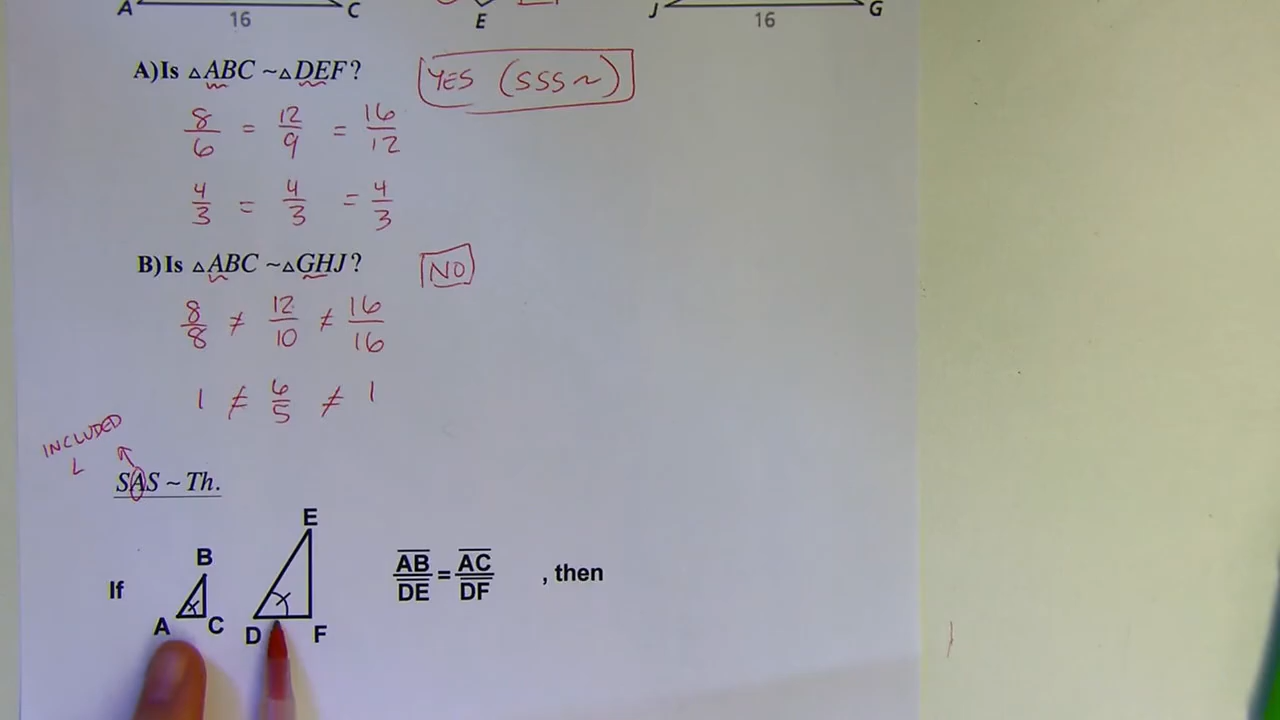 A 16 C E J 16 G
A) Is △ABC ~ △DEF? YES (SSS ~)
8/6 = 12/9 = 16/12
4/3 = 4/3 = 4/3
B) Is △ABC ~ △GHJ? NO
8/8 ≠ 12/10 ≠ 16/16
1 ≠ 6/5 ≠ 1
INCLUDED
∠
SAS ~ Th.
If A B C D E F AB/DE = AC/DF , then